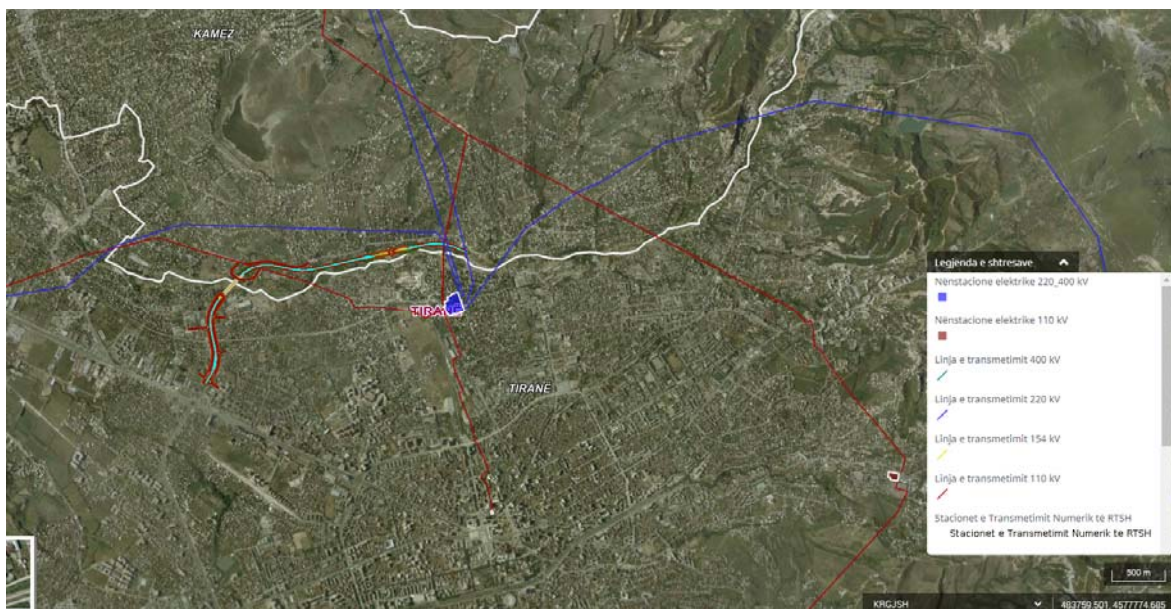 KAMEZ
TIRANE
TIRANE
Legjenda e shtresave
Nënstacione elektrike 220_400 kV
Nënstacione elektrike 110 kV
Linja e transmetimit 400 kV
Linja e transmetimit 220 kV
Linja e transmetimit 154 kV
Linja e transmetimit 110 kV
Stacionet e Transmetimit Numerik të RTSH
Stacionet e Transmetimit Numerik të RTSH
500 m
KRGJSH
483759.501, 4577774.685